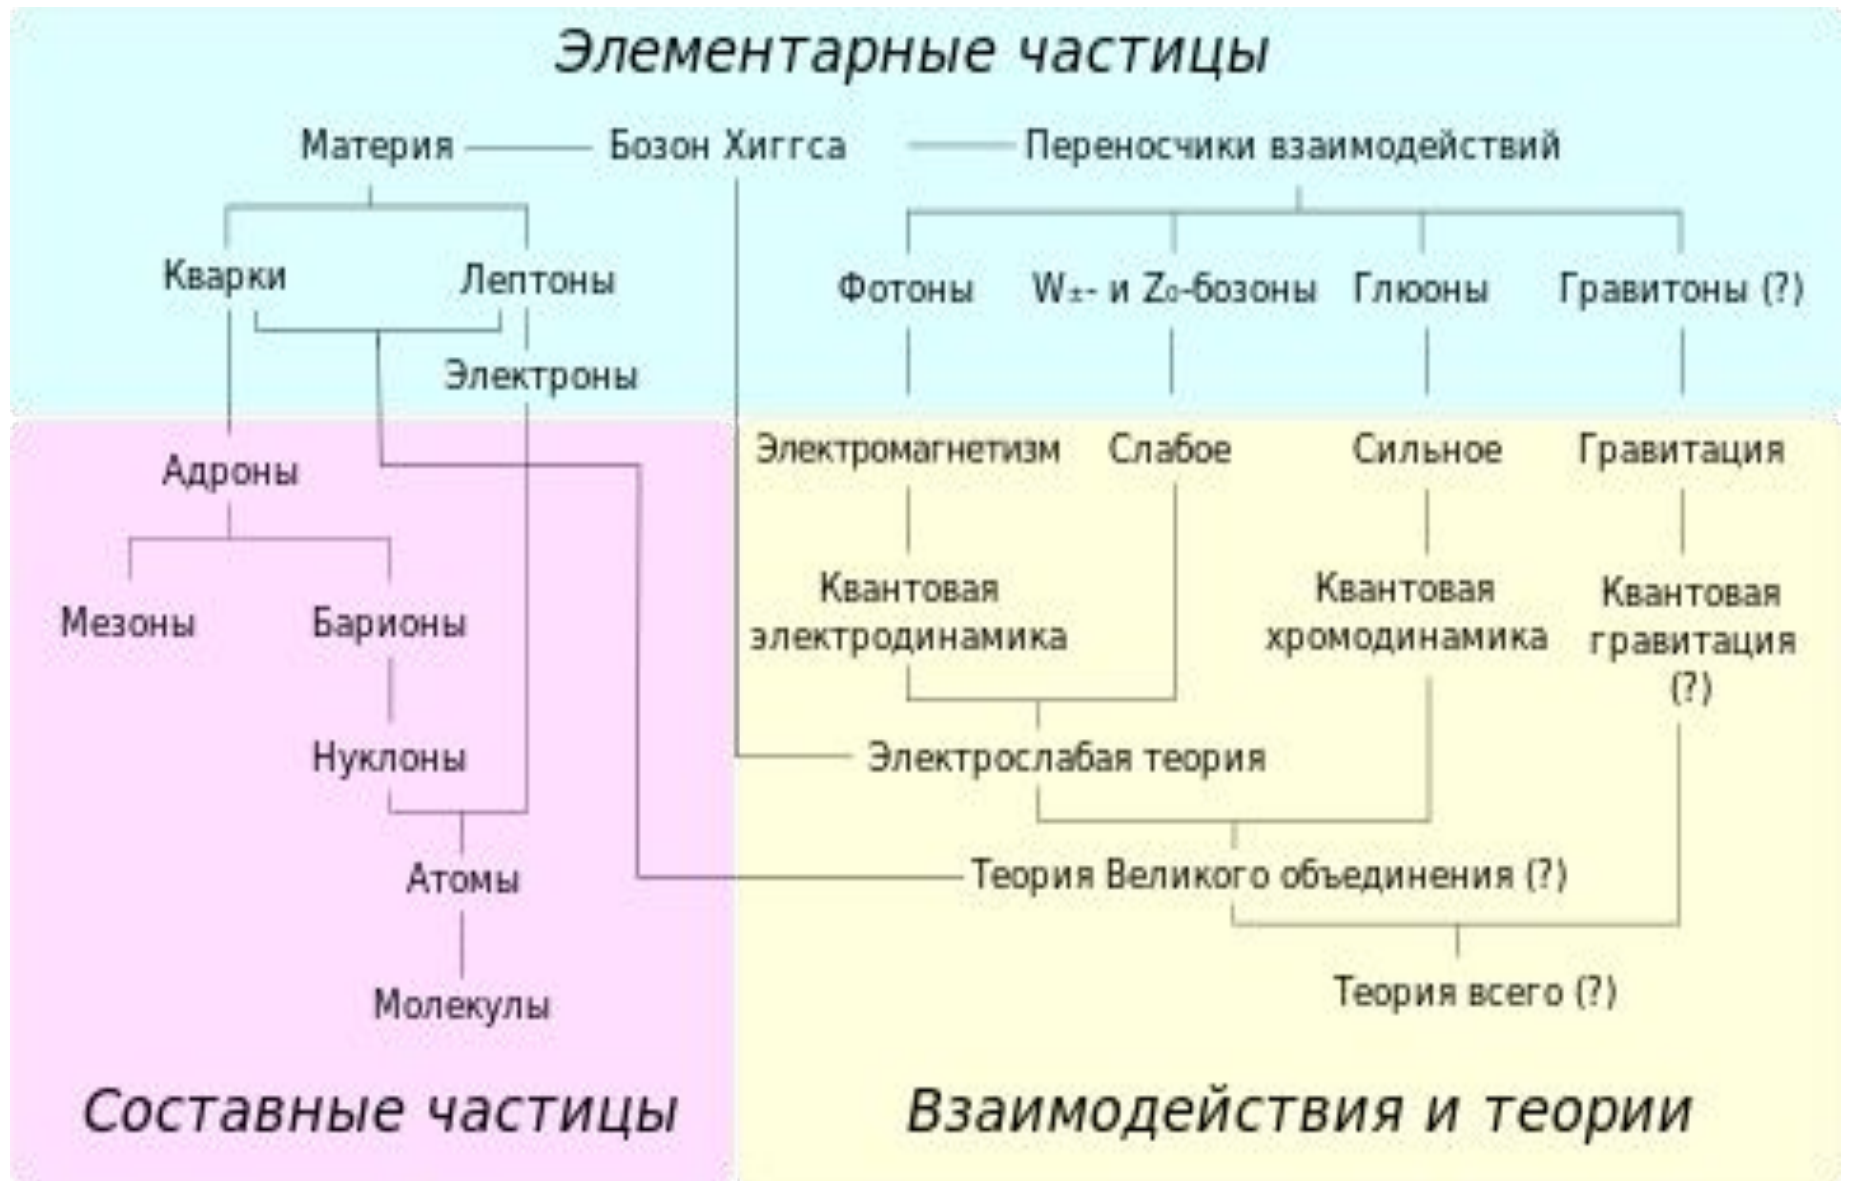 Элементарные частицы
Материя
Бозон Хиггса
Переносчики взаимодействий
Кварки
Лептоны
Фотоны
W±- и Z0-бозоны
Глюоны
Гравитоны (?)
Электроны
Адроны
Мезоны
Барионы
Нуклоны
Атомы
Молекулы
Составные частицы
Электромагнетизм
Слабое
Сильное
Гравитация
Квантовая
электродинамика
Квантовая
хромодинамика
Квантовая
гравитация
(?)
Электрослабая теория
Теория Великого объединения (?)
Теория всего (?)
Взаимодействия и теории